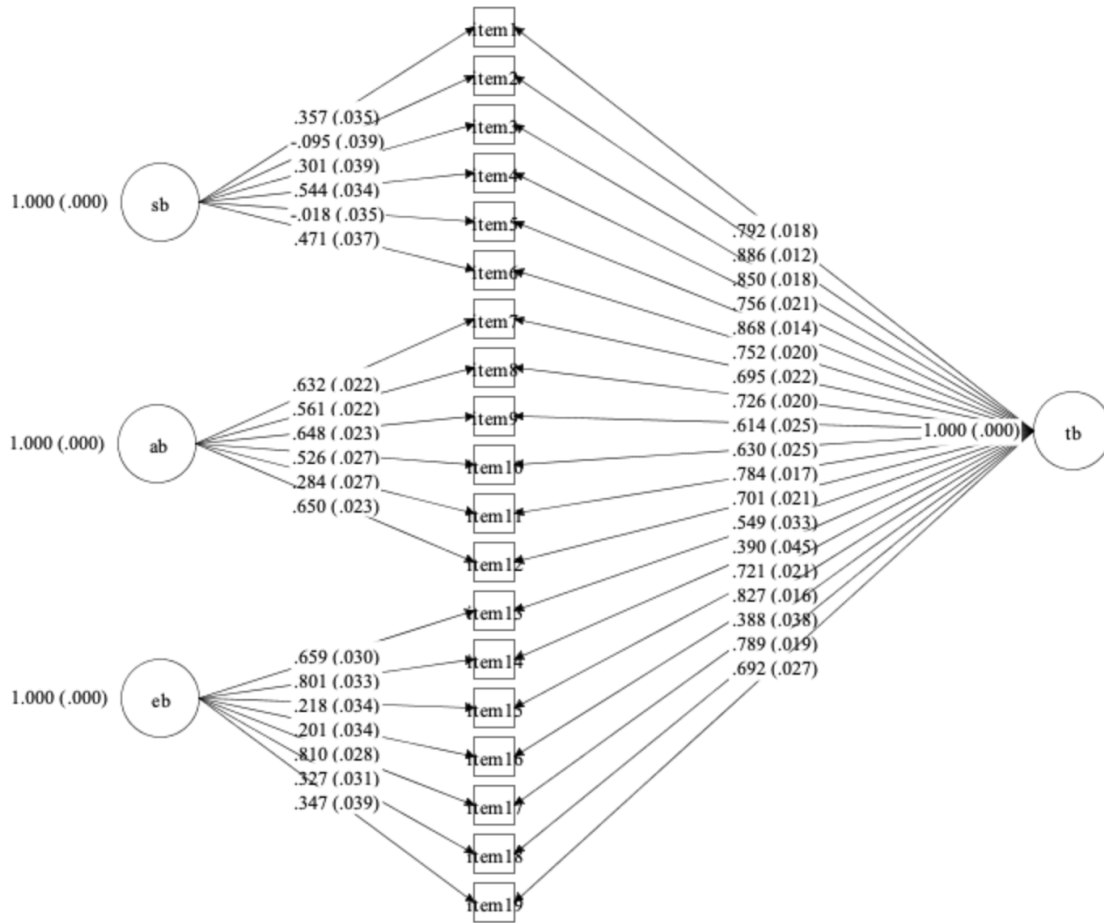 item1
item2
item3
item4
item5
item6
item7
item8
item9
item10
item11
item12
item13
item14
item15
item16
item17
item18
item19
1.000 (.000)
sb
.357 (.035)
-.095 (.039)
.301 (.039)
.544 (.034)
-.018 (.035)
.471 (.037)
1.000 (.000)
ab
.632 (.022)
.561 (.022)
.648 (.023)
.526 (.027)
.284 (.027)
.650 (.023)
1.000 (.000)
eb
.659 (.030)
.801 (.033)
.218 (.034)
.201 (.034)
.810 (.028)
.327 (.031)
.347 (.039)
.792 (.018)
.886 (.012)
.850 (.018)
.756 (.021)
.868 (.014)
.752 (.020)
.695 (.022)
.726 (.020)
.614 (.025)
.630 (.025)
.784 (.017)
.701 (.021)
.549 (.033)
.390 (.045)
.721 (.021)
.827 (.016)
.388 (.038)
.789 (.019)
.692 (.027)
1.000 (.000)
tb